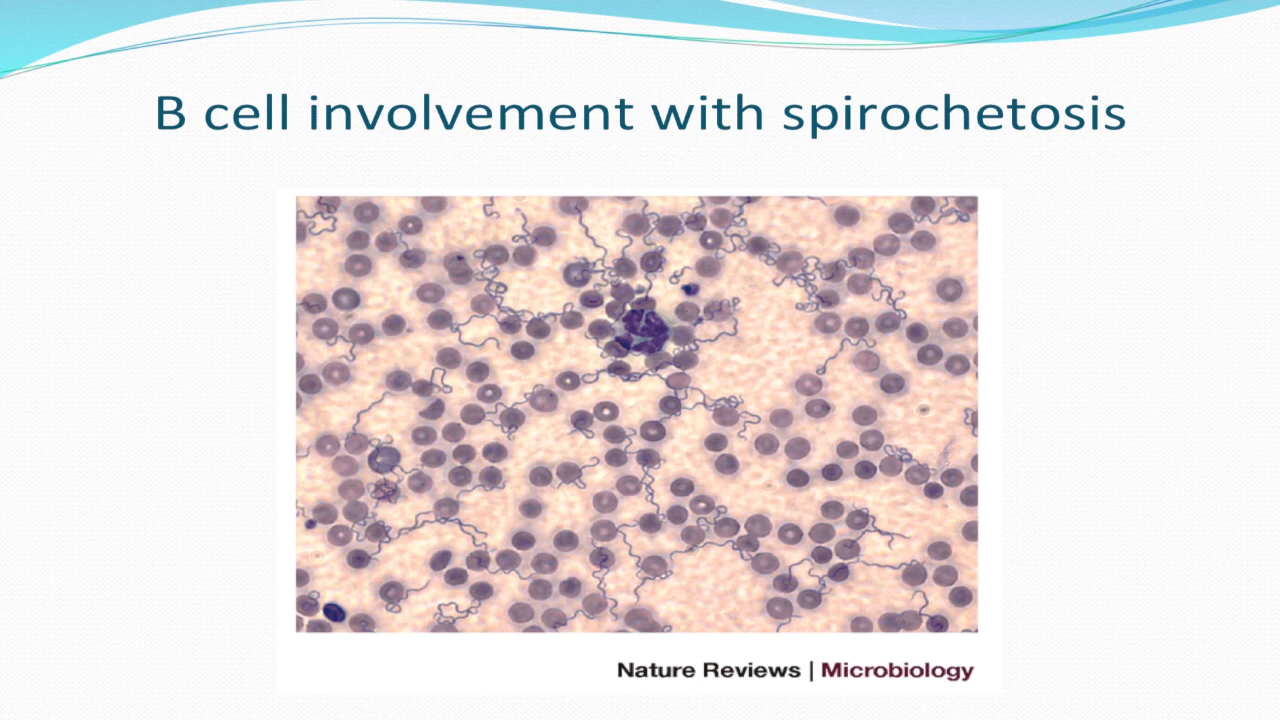 B cell involvement with spirochetosis
Nature Reviews | Microbiology